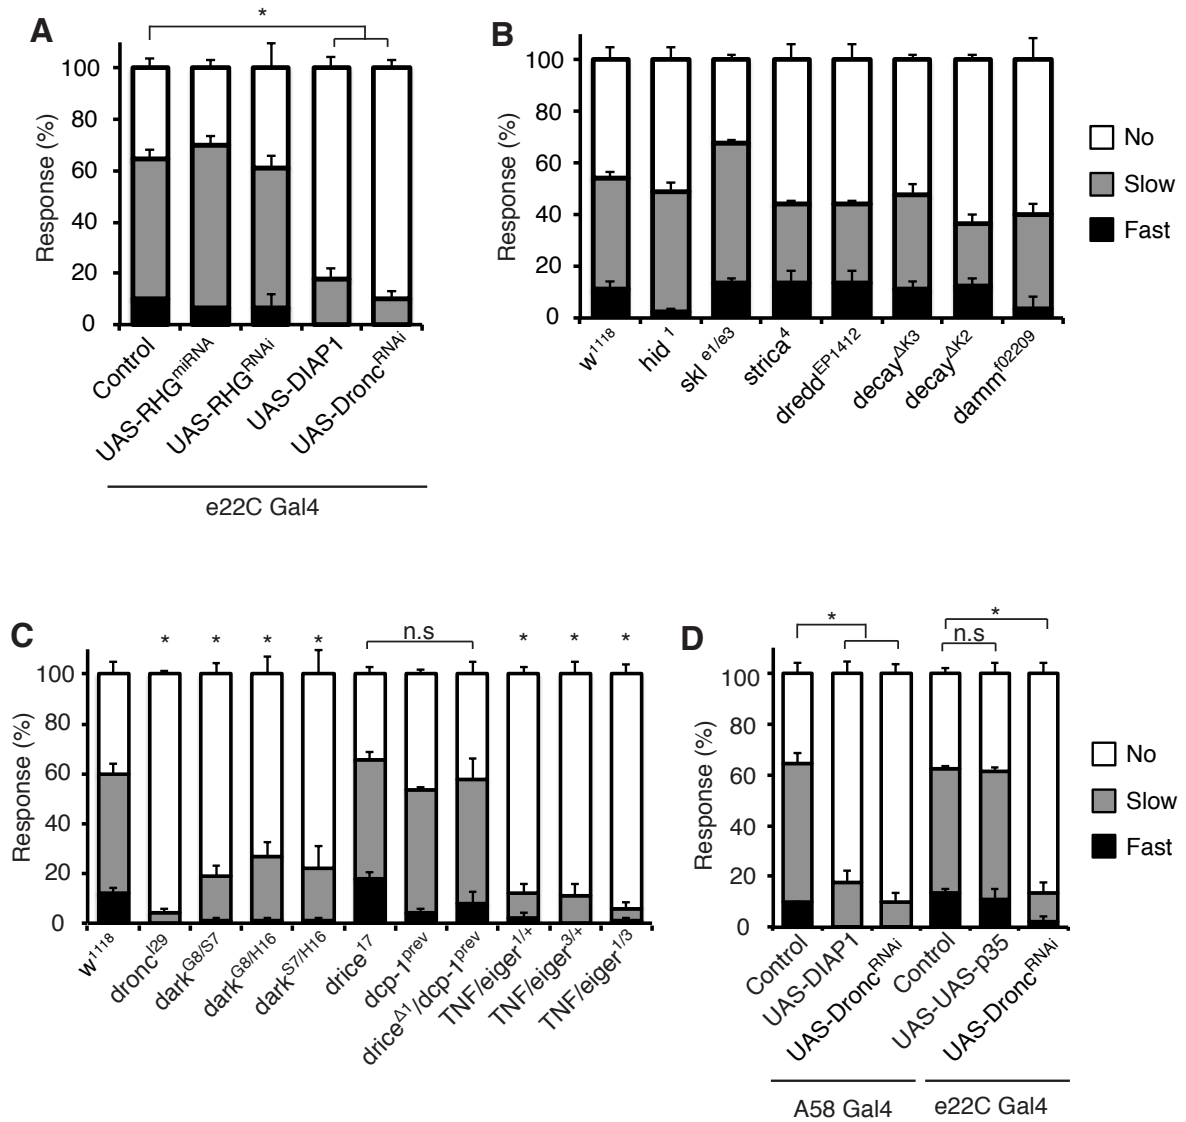 A
*
Response (%)
100
80
60
40
20
0
Control
UAS-RHG^miRNA
UAS-RHG^RNAi
UAS-DIAP1
UAS-Dronc^RNAi
e22C Gal4
B
Response (%)
100
80
60
40
20
0
w^1118
hid ^1
skl ^e1/e3
strica^4
dredd^EP1412
decay^ΔK3
decay^ΔK2
damm^f02209
No
Slow
Fast
C
* * * * n.s * * *
Response (%)
100
80
60
40
20
0
w^1118
dronc^I29
dark^G8/S7
dark^G8/H16
dark^S7/H16
drice^17
dcp-1^prev
drice^Δ1/dcp-1^prev
TNF/eiger^1/+
TNF/eiger^3/+
TNF/eiger^1/3
D
* *
n.s
Response (%)
100
80
60
40
20
0
Control
UAS-DIAP1
UAS-Dronc^RNAi
Control
UAS-UAS-p35
UAS-Dronc^RNAi
A58 Gal4
e22C Gal4
No
Slow
Fast